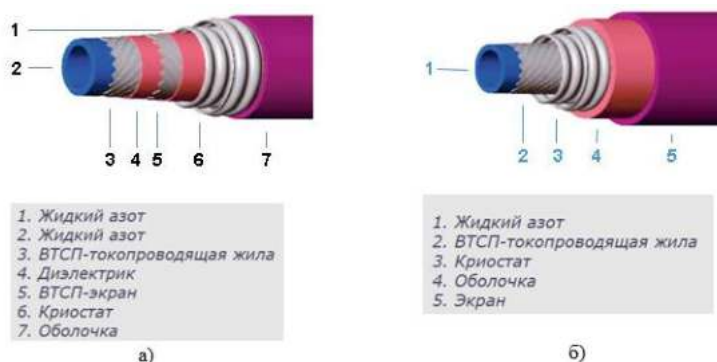 1
2
3 4 5 6 7
1. Жидкий азот
2. Жидкий азот
3. ВТСП-токопроводящая жила
4. Диэлектрик
5. ВТСП-экран
6. Криостат
7. Оболочка
а)
1
2 3 4 5
1. Жидкий азот
2. ВТСП-токопроводящая жила
3. Криостат
4. Оболочка
5. Экран
б)